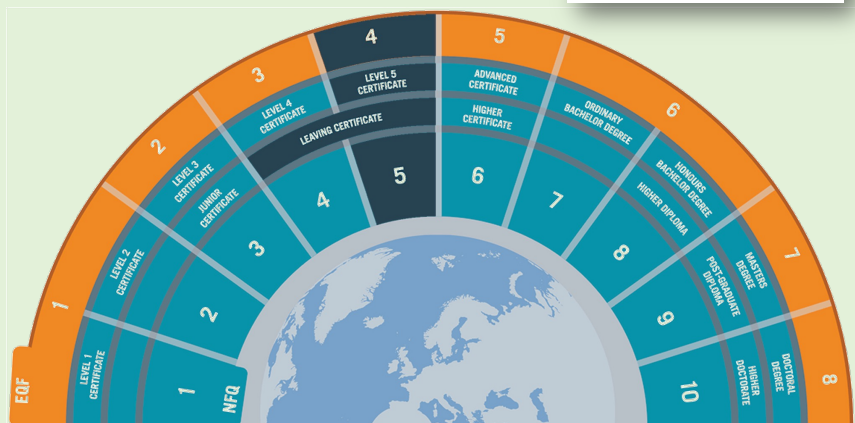 EQF
1
2
3
4
5
6
7
8
LEVEL 1
CERTIFICATE
LEVEL 2
CERTIFICATE
LEVEL 3
CERTIFICATE
LEVEL 4
CERTIFICATE
LEVEL 5
CERTIFICATE
ADVANCED
CERTIFICATE
ORDINARY
BACHELOR DEGREE
HONOURS
BACHELOR DEGREE
MASTERS
DEGREE
DOCTORAL
DEGREE
JUNIOR
CERTIFICATE
LEAVING CERTIFICATE
HIGHER
CERTIFICATE
HIGHER DIPLOMA
POST-GRADUATE
DIPLOMA
HIGHER
DOCTORATE
NFQ
1
2
3
4
5
6
7
8
9
10